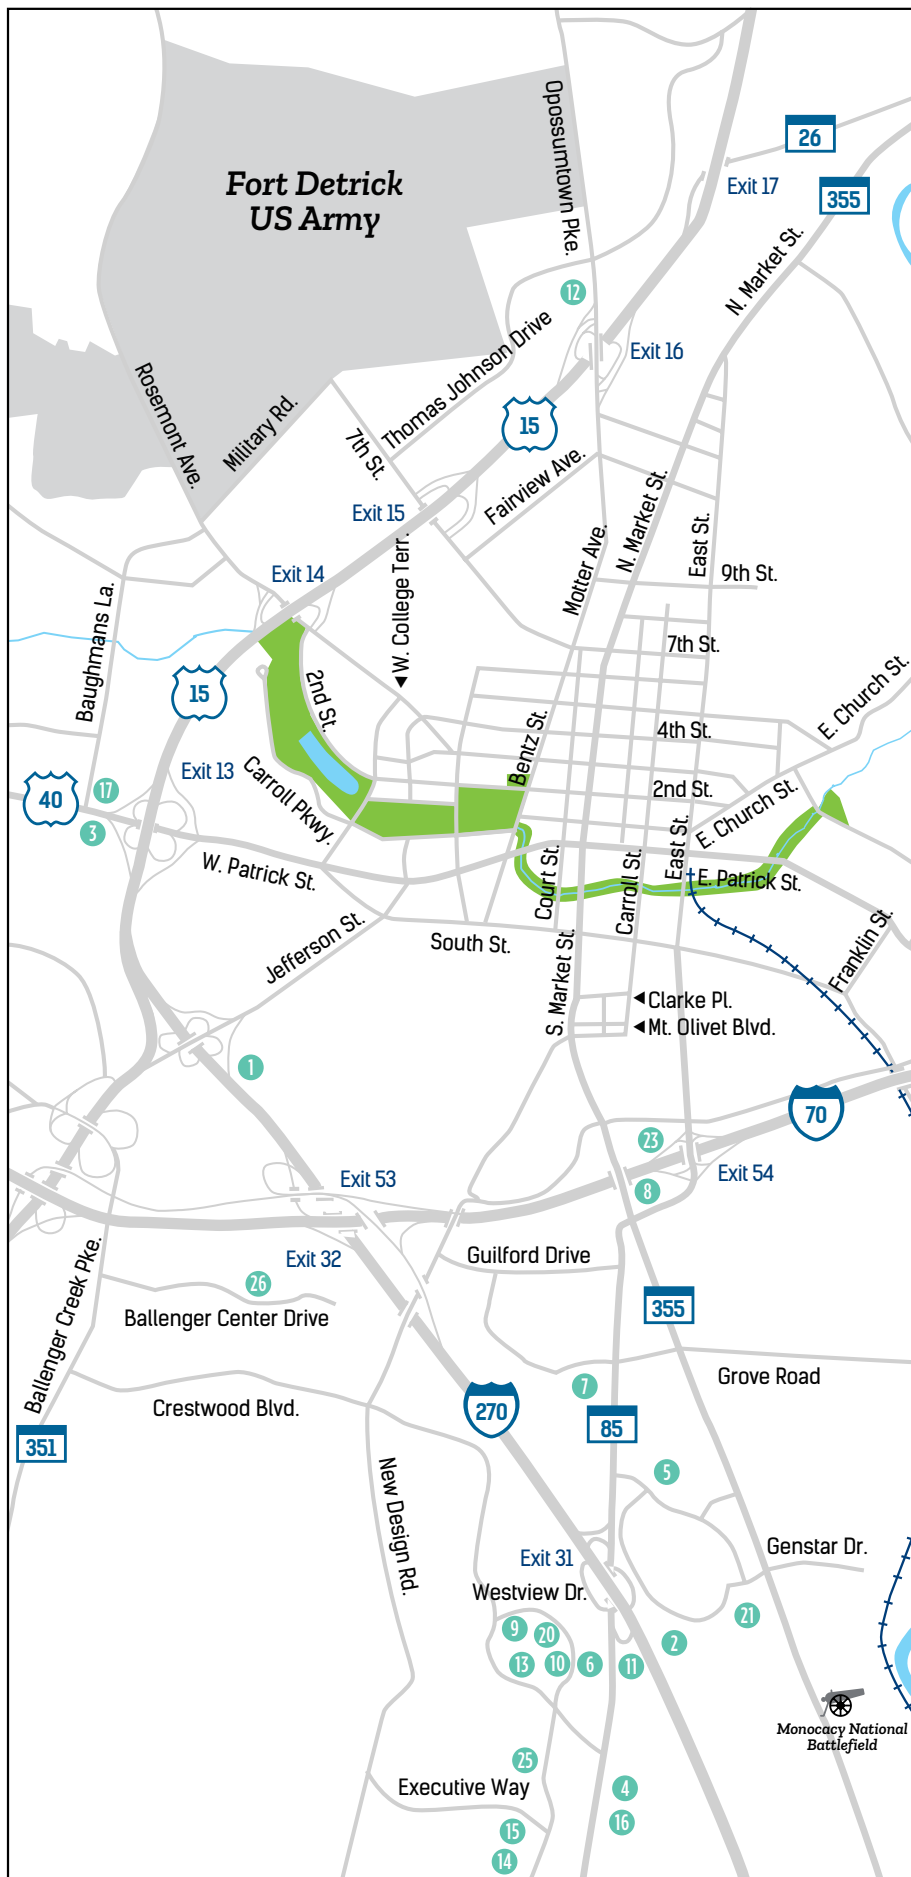 Fort Detrick
US Army
Opossumtown Pke.
26
Exit 17
355
N. Market St.
12
Exit 16
Thomas Johnson Drive
Rosemont Ave.
Military Rd.
7th St.
15
Fairview Ave.
Exit 15
N. Market St.
East St.
Motter Ave.
W. College Terr.
Exit 14
9th St.
Baughmans La.
7th St.
E. Church St.
15
2nd St.
Bentz St.
4th St.
Exit 13
40
17
3
Carroll Pkwy.
2nd St.
E. Church St.
W. Patrick St.
Court St.
Carroll St.
East St.
E. Patrick St.
Jefferson St.
South St.
Franklin St.
S. Market St.
Clarke Pl.
Mt. Olivet Blvd.
1
70
23
Exit 53
8
Exit 54
Exit 32
Guilford Drive
26
Ballenger Creek Pke.
Ballenger Center Drive
355
Grove Road
7
Crestwood Blvd.
270
85
351
New Design Rd.
5
Exit 31
Genstar Dr.
Westview Dr.
21
9
20
2
13
10
6
11
Monocacy National
Battlefield
25
Executive Way
4
15
16
14